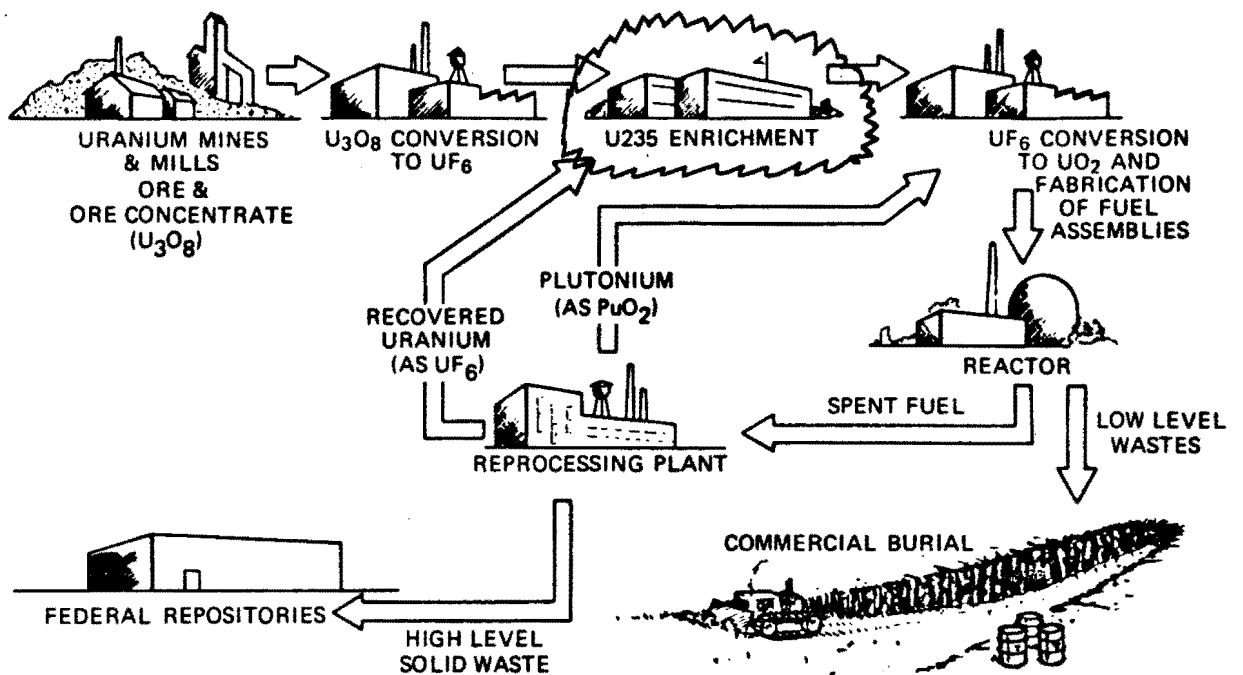 URANIUM MINES
& MILLS
ORE &
ORE CONCENTRATE
(U₃O₈)
U₃O₈ CONVERSION
TO UF₆
U235 ENRICHMENT
UF₆ CONVERSION
TO UO₂ AND
FABRICATION
OF FUEL
ASSEMBLIES
PLUTONIUM
(AS PuO₂)
RECOVERED
URANIUM
(AS UF₆)
REACTOR
SPENT FUEL
LOW LEVEL
WASTES
REPROCESSING PLANT
COMMERCIAL BURIAL
FEDERAL REPOSITORIES
HIGH LEVEL
SOLID WASTE